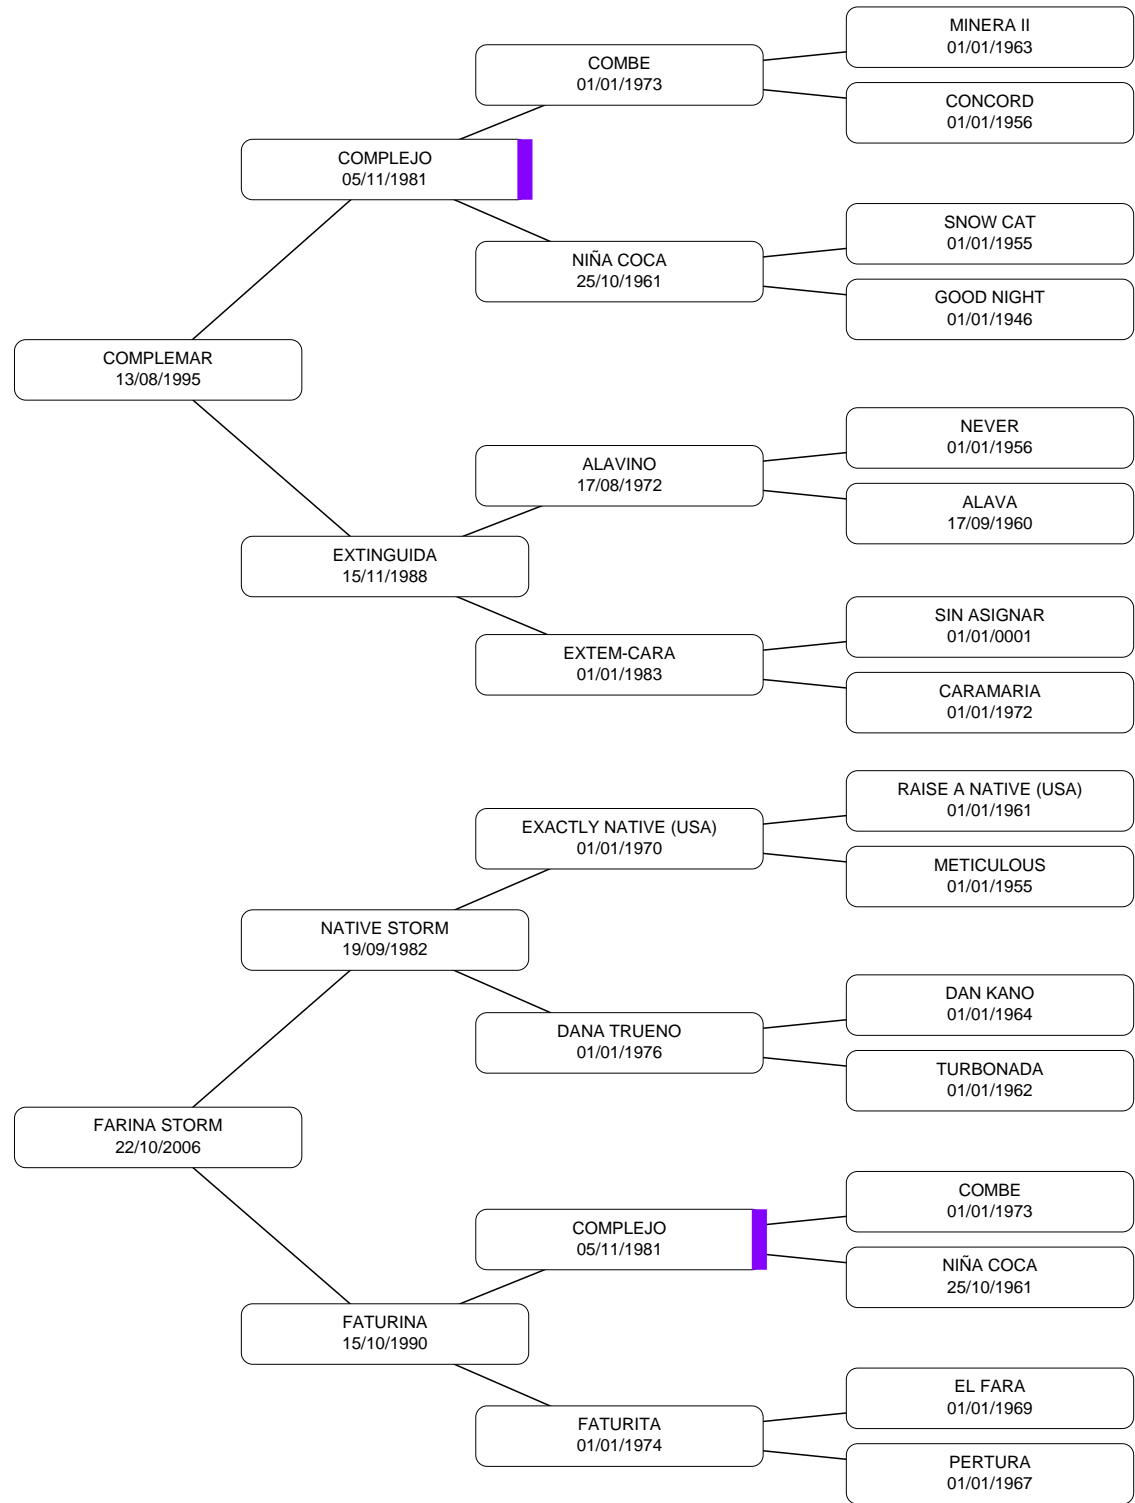 MINERA II
01/01/1963
COMBE
01/01/1973
CONCORD
01/01/1956
COMPLEJO
05/11/1981
SNOW CAT
01/01/1955
NIÑA COCA
25/10/1961
GOOD NIGHT
01/01/1946
COMPLEMAR
13/08/1995
NEVER
01/01/1956
ALAVINO
17/08/1972
ALAVA
17/09/1960
EXTINGUIDA
15/11/1988
SIN ASIGNAR
01/01/0001
EXTEM-CARA
01/01/1983
CARAMARIA
01/01/1972
RAISE A NATIVE (USA)
01/01/1961
EXACTLY NATIVE (USA)
01/01/1970
METICULOUS
01/01/1955
NATIVE STORM
19/09/1982
DAN KANO
01/01/1964
DANA TRUENO
01/01/1976
TURBONADA
01/01/1962
FARINA STORM
22/10/2006
COMBE
01/01/1973
COMPLEJO
05/11/1981
NIÑA COCA
25/10/1961
FATURINA
15/10/1990
EL FARA
01/01/1969
FATURITA
01/01/1974
PERTURA
01/01/1967